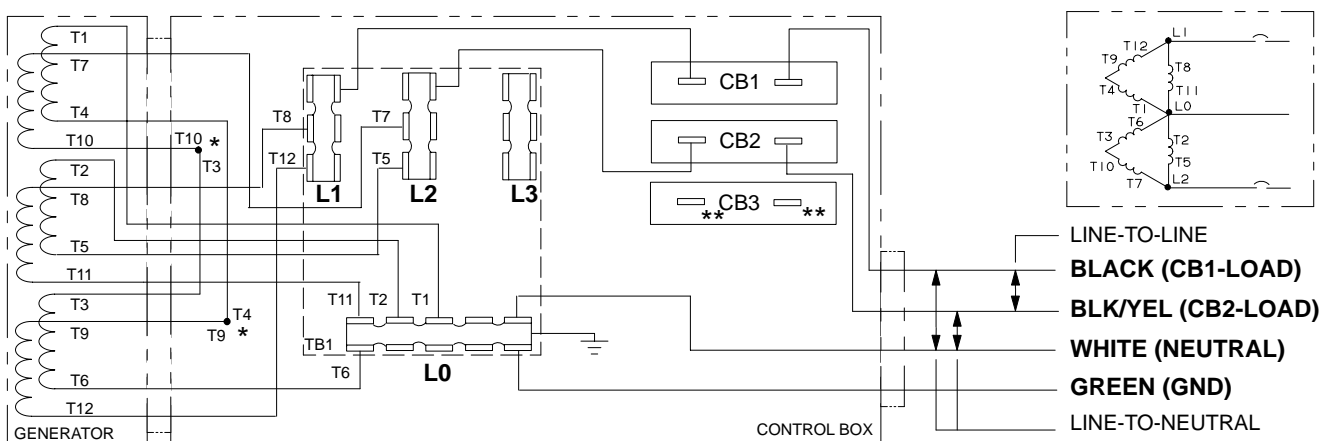 T1
T7
T4
T10
T2
T8
T5
T11
T3
T9
T6
T12
GENERATOR
T10 *
T3
T4
T9 *
T8
T12
L1
T7
T5
L2
L3
T11 T2 T1
TB1
T6
L0
CB1
CB2
CB3
** **
CONTROL BOX
L1
T12
T9
T8
T4
T11
T1
L0
T6
T3
T2
T10
T5
T7
L2
LINE-TO-LINE
BLACK (CB1-LOAD)
BLK/YEL (CB2-LOAD)
WHITE (NEUTRAL)
GREEN (GND)
LINE-TO-NEUTRAL